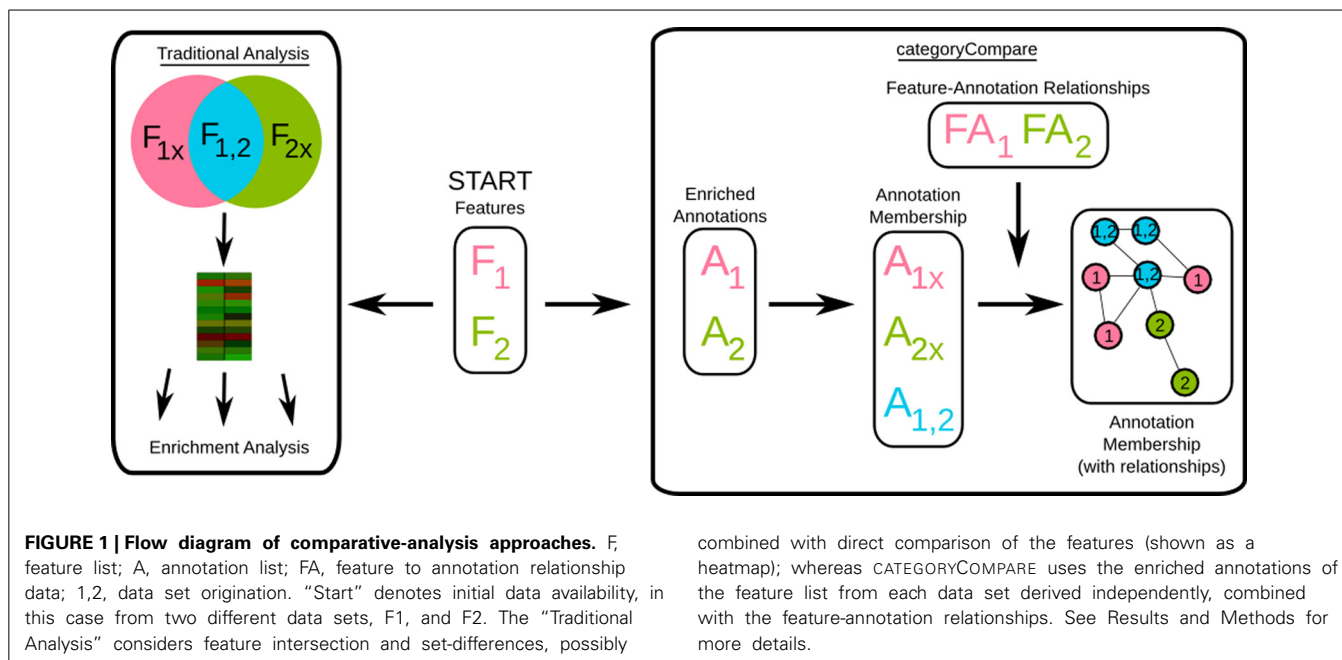 Traditional Analysis
F1x
F1,2
F2x
Enrichment Analysis
START
Features
F1
F2
categoryCompare
Feature-Annotation Relationships
FA1 FA2
Enriched
Annotations
A1
A2
Annotation
Membership
A1x
A2x
A1,2
1,2
1,2
1
1,2
1
1
2
2
Annotation
Membership
(with relationships)
FIGURE 1 | Flow diagram of comparative-analysis approaches. F,
feature list; A, annotation list; FA, feature to annotation relationship
data; 1,2, data set origination. “Start” denotes initial data availability, in
this case from two different data sets, F1, and F2. The “Traditional
Analysis” considers feature intersection and set-differences, possibly
combined with direct comparison of the features (shown as a
heatmap); whereas CATEGORYCOMPARE uses the enriched annotations of
the feature list from each data set derived independently, combined
with the feature-annotation relationships. See Results and Methods for
more details.